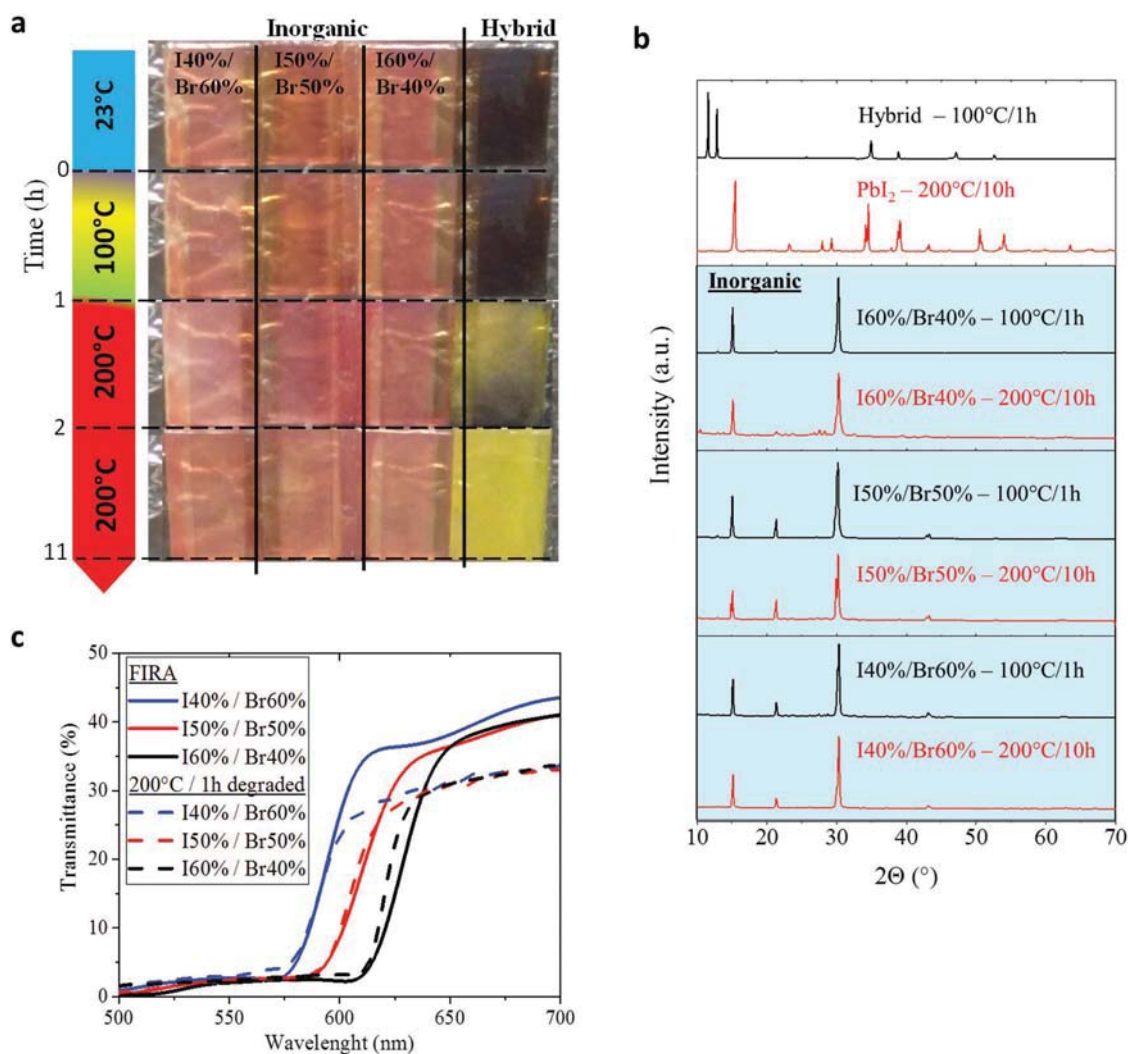 a
Inorganic
Hybrid
I40%/
Br60%
I50%/
Br50%
I60%/
Br40%
Time (h)
23°C
0
100°C
1
200°C
2
200°C
11
b
Hybrid – 100°C/1h
PbI₂ – 200°C/10h
Inorganic
I60%/Br40% – 100°C/1h
I60%/Br40% – 200°C/10h
I50%/Br50% – 100°C/1h
I50%/Br50% – 200°C/10h
I40%/Br60% – 100°C/1h
I40%/Br60% – 200°C/10h
Intensity (a.u.)
10 20 30 40 50 60 70
2Θ (°)
c
FIRA
I40% / Br60%
I50% / Br50%
I60% / Br40%
200°C / 1h degraded
I40% / Br60%
I50% / Br50%
I60% / Br40%
Transmittance (%)
50
40
30
20
10
0
500 550 600 650 700
Wavelenght (nm)